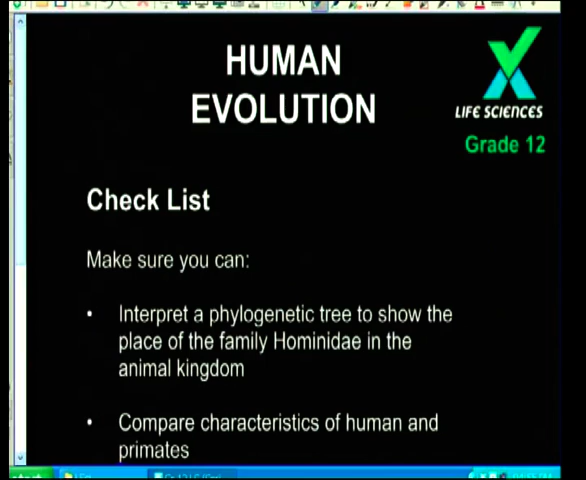 HUMAN
EVOLUTION
LIFE SCIENCES
Grade 12
Check List
Make sure you can:
• Interpret a phylogenetic tree to show the
place of the family Hominidae in the
animal kingdom
• Compare characteristics of human and
primates